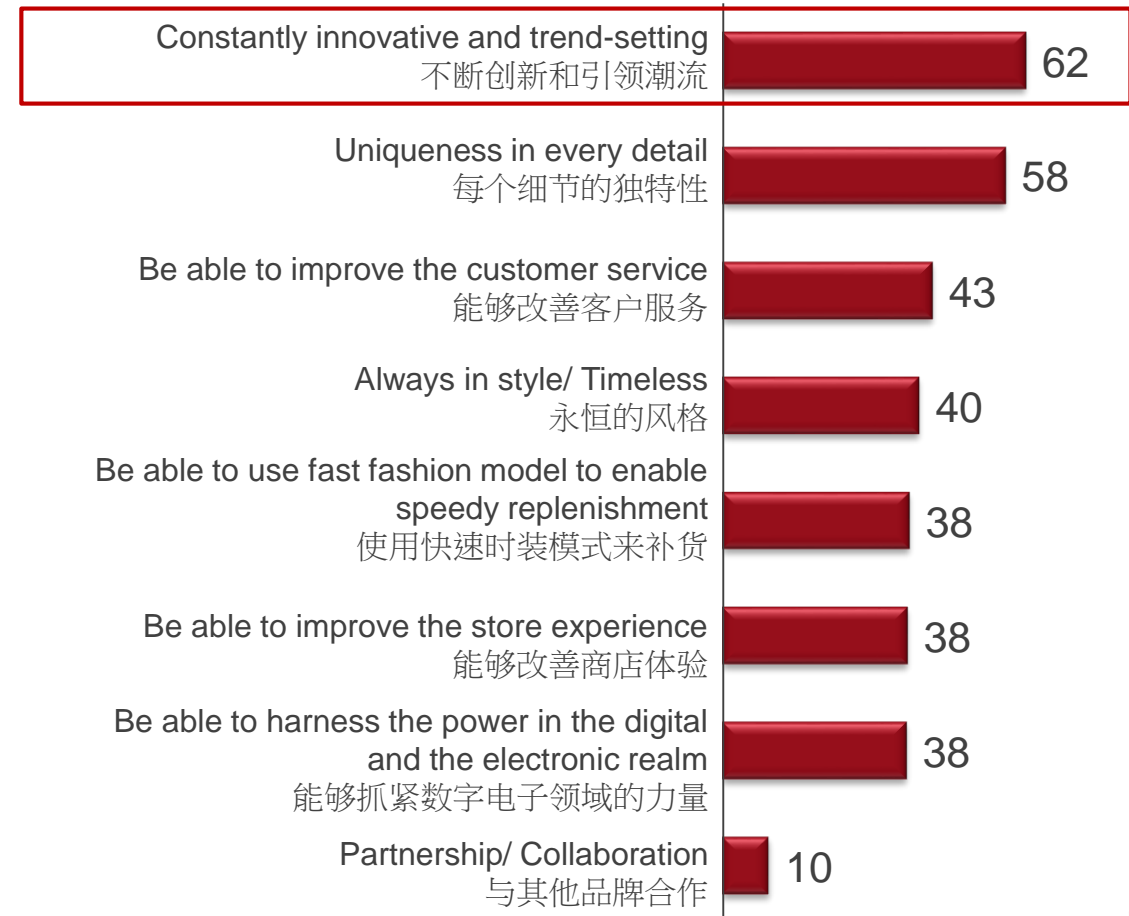 Constantly innovative and trend-setting
不断创新和引领潮流
62
Uniqueness in every detail
每个细节的独特性
58
Be able to improve the customer service
能够改善客户服务
43
Always in style/ Timeless
永恒的风格
40
Be able to use fast fashion model to enable
speedy replenishment
使用快速时装模式来补货
38
Be able to improve the store experience
能够改善商店体验
38
Be able to harness the power in the digital
and the electronic realm
能够抓紧数字电子领域的力量
38
Partnership/ Collaboration
与其他品牌合作
10